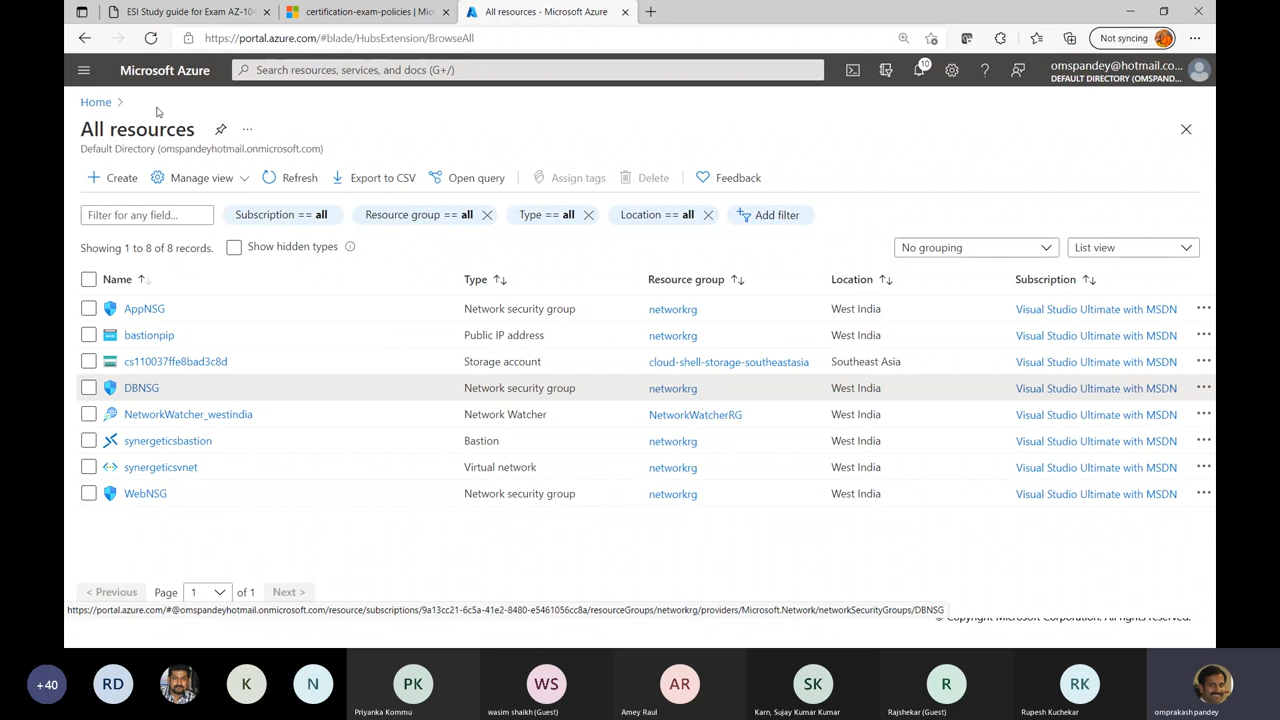 ESI Study guide for Exam AZ-104
certification-exam-policies | Mic
All resources - Microsoft Azure
https://portal.azure.com/#blade/HubsExtension/BrowseAll
Not syncing
Microsoft Azure
Search resources, services, and docs (G+/)
10
omspandey@hotmail.co...
DEFAULT DIRECTORY (OMSPAND...
Home >
All resources
...
Default Directory (omspandeyhotmail.onmicrosoft.com)
Create
Manage view
Refresh
Export to CSV
Open query
Assign tags
Delete
Feedback
Filter for any field...
Subscription == all
Resource group == all
Type == all
Location == all
Add filter
Showing 1 to 8 of 8 records.
Show hidden types
No grouping
List view
Name Type Resource group Location Subscription
AppNSG Network security group networkrg West India Visual Studio Ultimate with MSDN ...
bastionpip Public IP address networkrg West India Visual Studio Ultimate with MSDN ...
cs110037ffe8bad3c8d Storage account cloud-shell-storage-southeastasia Southeast Asia Visual Studio Ultimate with MSDN ...
DBNSG Network security group networkrg West India Visual Studio Ultimate with MSDN ...
NetworkWatcher_westindia Network Watcher NetworkWatcherRG West India Visual Studio Ultimate with MSDN ...
synergeticsbastion Bastion networkrg West India Visual Studio Ultimate with MSDN ...
synergeticsvnet Virtual network networkrg West India Visual Studio Ultimate with MSDN ...
WebNSG Network security group networkrg West India Visual Studio Ultimate with MSDN ...
< Previous Page 1 of 1 Next >
https://portal.azure.com/#@omspandeyhotmail.onmicrosoft.com/resource/subscriptions/9a13cc21-6c5a-41e2-8480-e5461056cc8a/resourceGroups/networkrg/providers/Microsoft.Network/networkSecurityGroups/DBNSG
© Copyright Microsoft Corporation. All rights reserved.
+40
RD
K
N
PK
WS
AR
SK
R
RK
Priyanka Kommu
wasim shaikh (Guest)
Amey Raul
Karn, Sujay Kumar Kumar
Rajshekar (Guest)
Rupesh Kuchekar
omprakash pandey